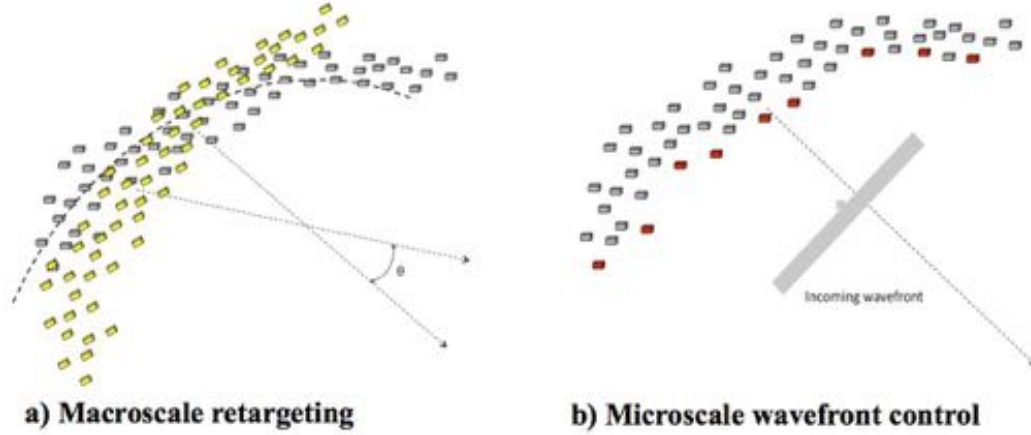 θ
Incoming wavefront
a) Macroscale retargeting
b) Microscale wavefront control